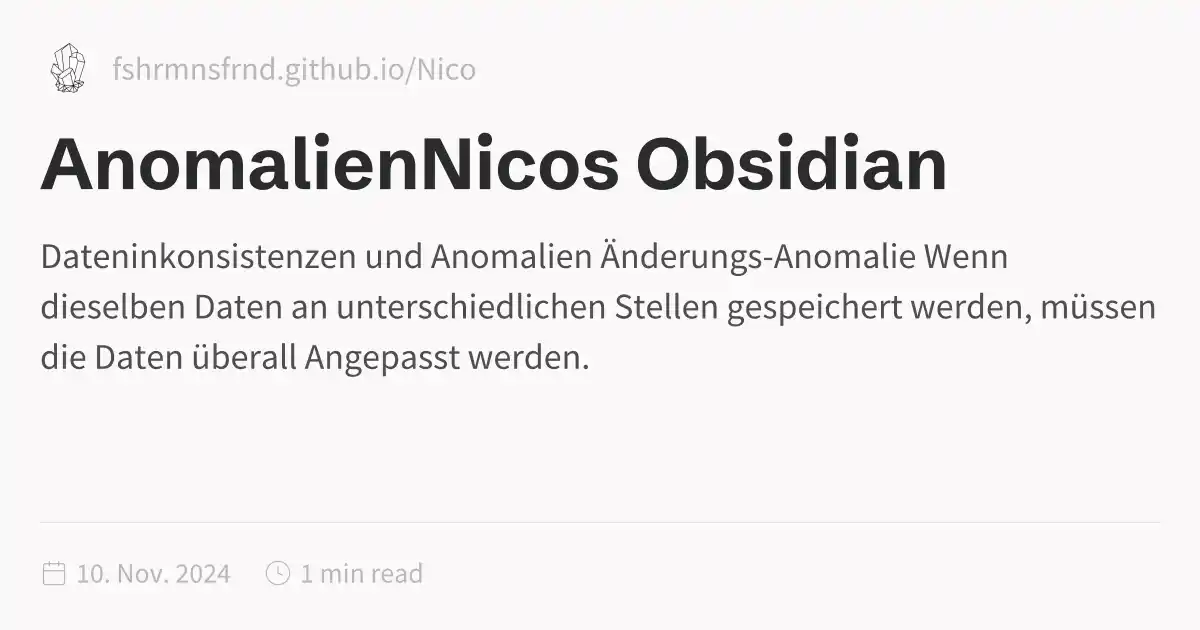 fshrmnsfrnd.github.io/Nico
AnomalienNicos Obsidian
Dateninkonsistenzen und Anomalien Änderungs-Anomalie Wenn
dieselben Daten an unterschiedlichen Stellen gespeichert werden, müssen
die Daten überall Angepasst werden.
10. Nov. 2024 1 min read